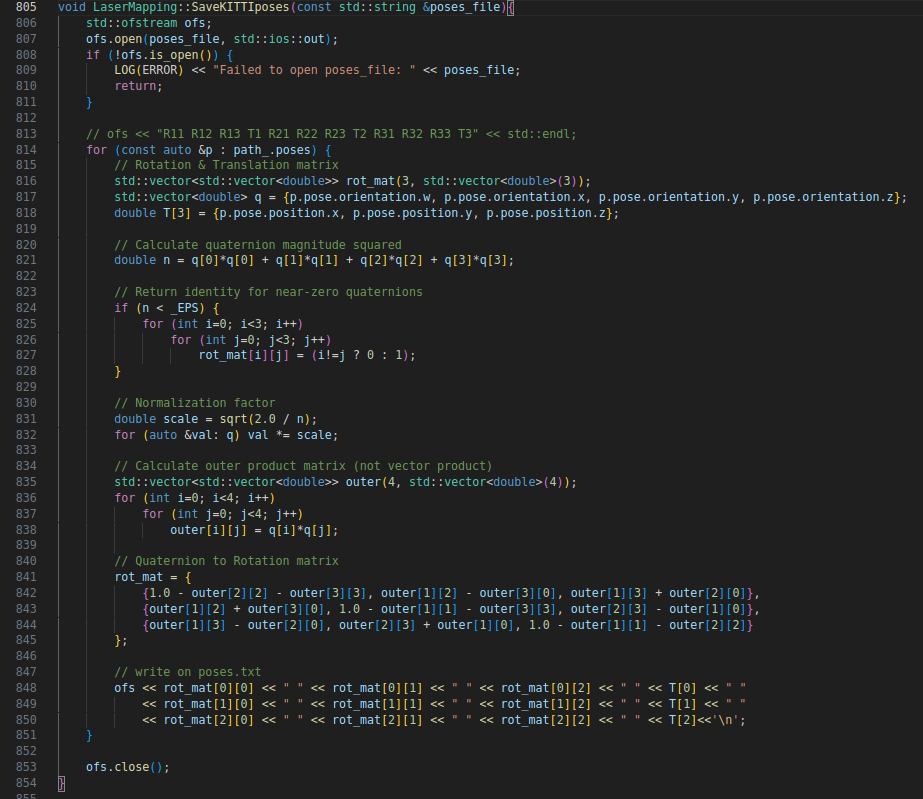 805 void LaserMapping::SaveKITTIposes(const std::string &poses_file){
806     std::ofstream ofs;
807     ofs.open(poses_file, std::ios::out);
808     if (!ofs.is_open()) {
809         LOG(ERROR) << "Failed to open poses_file: " << poses_file;
810         return;
811     }
812
813     // ofs << "R11 R12 R13 T1 R21 R22 R23 T2 R31 R32 R33 T3" << std::endl;
814     for (const auto &p : path_.poses) {
815         // Rotation & Translation matrix
816         std::vector<std::vector<double>> rot_mat(3, std::vector<double>(3));
817         std::vector<double> q = {p.pose.orientation.w, p.pose.orientation.x, p.pose.orientation.y, p.pose.orientation.z};
818         double T[3] = {p.pose.position.x, p.pose.position.y, p.pose.position.z};
819
820         // Calculate quaternion magnitude squared
821         double n = q[0]*q[0] + q[1]*q[1] + q[2]*q[2] + q[3]*q[3];
822
823         // Return identity for near-zero quaternions
824         if (n < _EPS) {
825             for (int i=0; i<3; i++)
826                 for (int j=0; j<3; j++)
827                     rot_mat[i][j] = (i!=j ? 0 : 1);
828         }
829
830         // Normalization factor
831         double scale = sqrt(2.0 / n);
832         for (auto &val: q) val *= scale;
833
834         // Calculate outer product matrix (not vector product)
835         std::vector<std::vector<double>> outer(4, std::vector<double>(4));
836         for (int i=0; i<4; i++)
837             for (int j=0; j<4; j++)
838                 outer[i][j] = q[i]*q[j];
839
840         // Quaternion to Rotation matrix
841         rot_mat = {
842             {1.0 - outer[2][2] - outer[3][3], outer[1][2] - outer[3][0], outer[1][3] + outer[2][0]},
843             {outer[1][2] + outer[3][0], 1.0 - outer[1][1] - outer[3][3], outer[2][3] - outer[1][0]},
844             {outer[1][3] - outer[2][0], outer[2][3] + outer[1][0], 1.0 - outer[1][1] - outer[2][2]}
845         };
846
847         // write on poses.txt
848         ofs << rot_mat[0][0] << " " << rot_mat[0][1] << " " << rot_mat[0][2] << " " << T[0] << " "
849             << rot_mat[1][0] << " " << rot_mat[1][1] << " " << rot_mat[1][2] << " " << T[1] << " "
850             << rot_mat[2][0] << " " << rot_mat[2][1] << " " << rot_mat[2][2] << " " << T[2]<<'\n';
851     }
852
853     ofs.close();
854 }
855